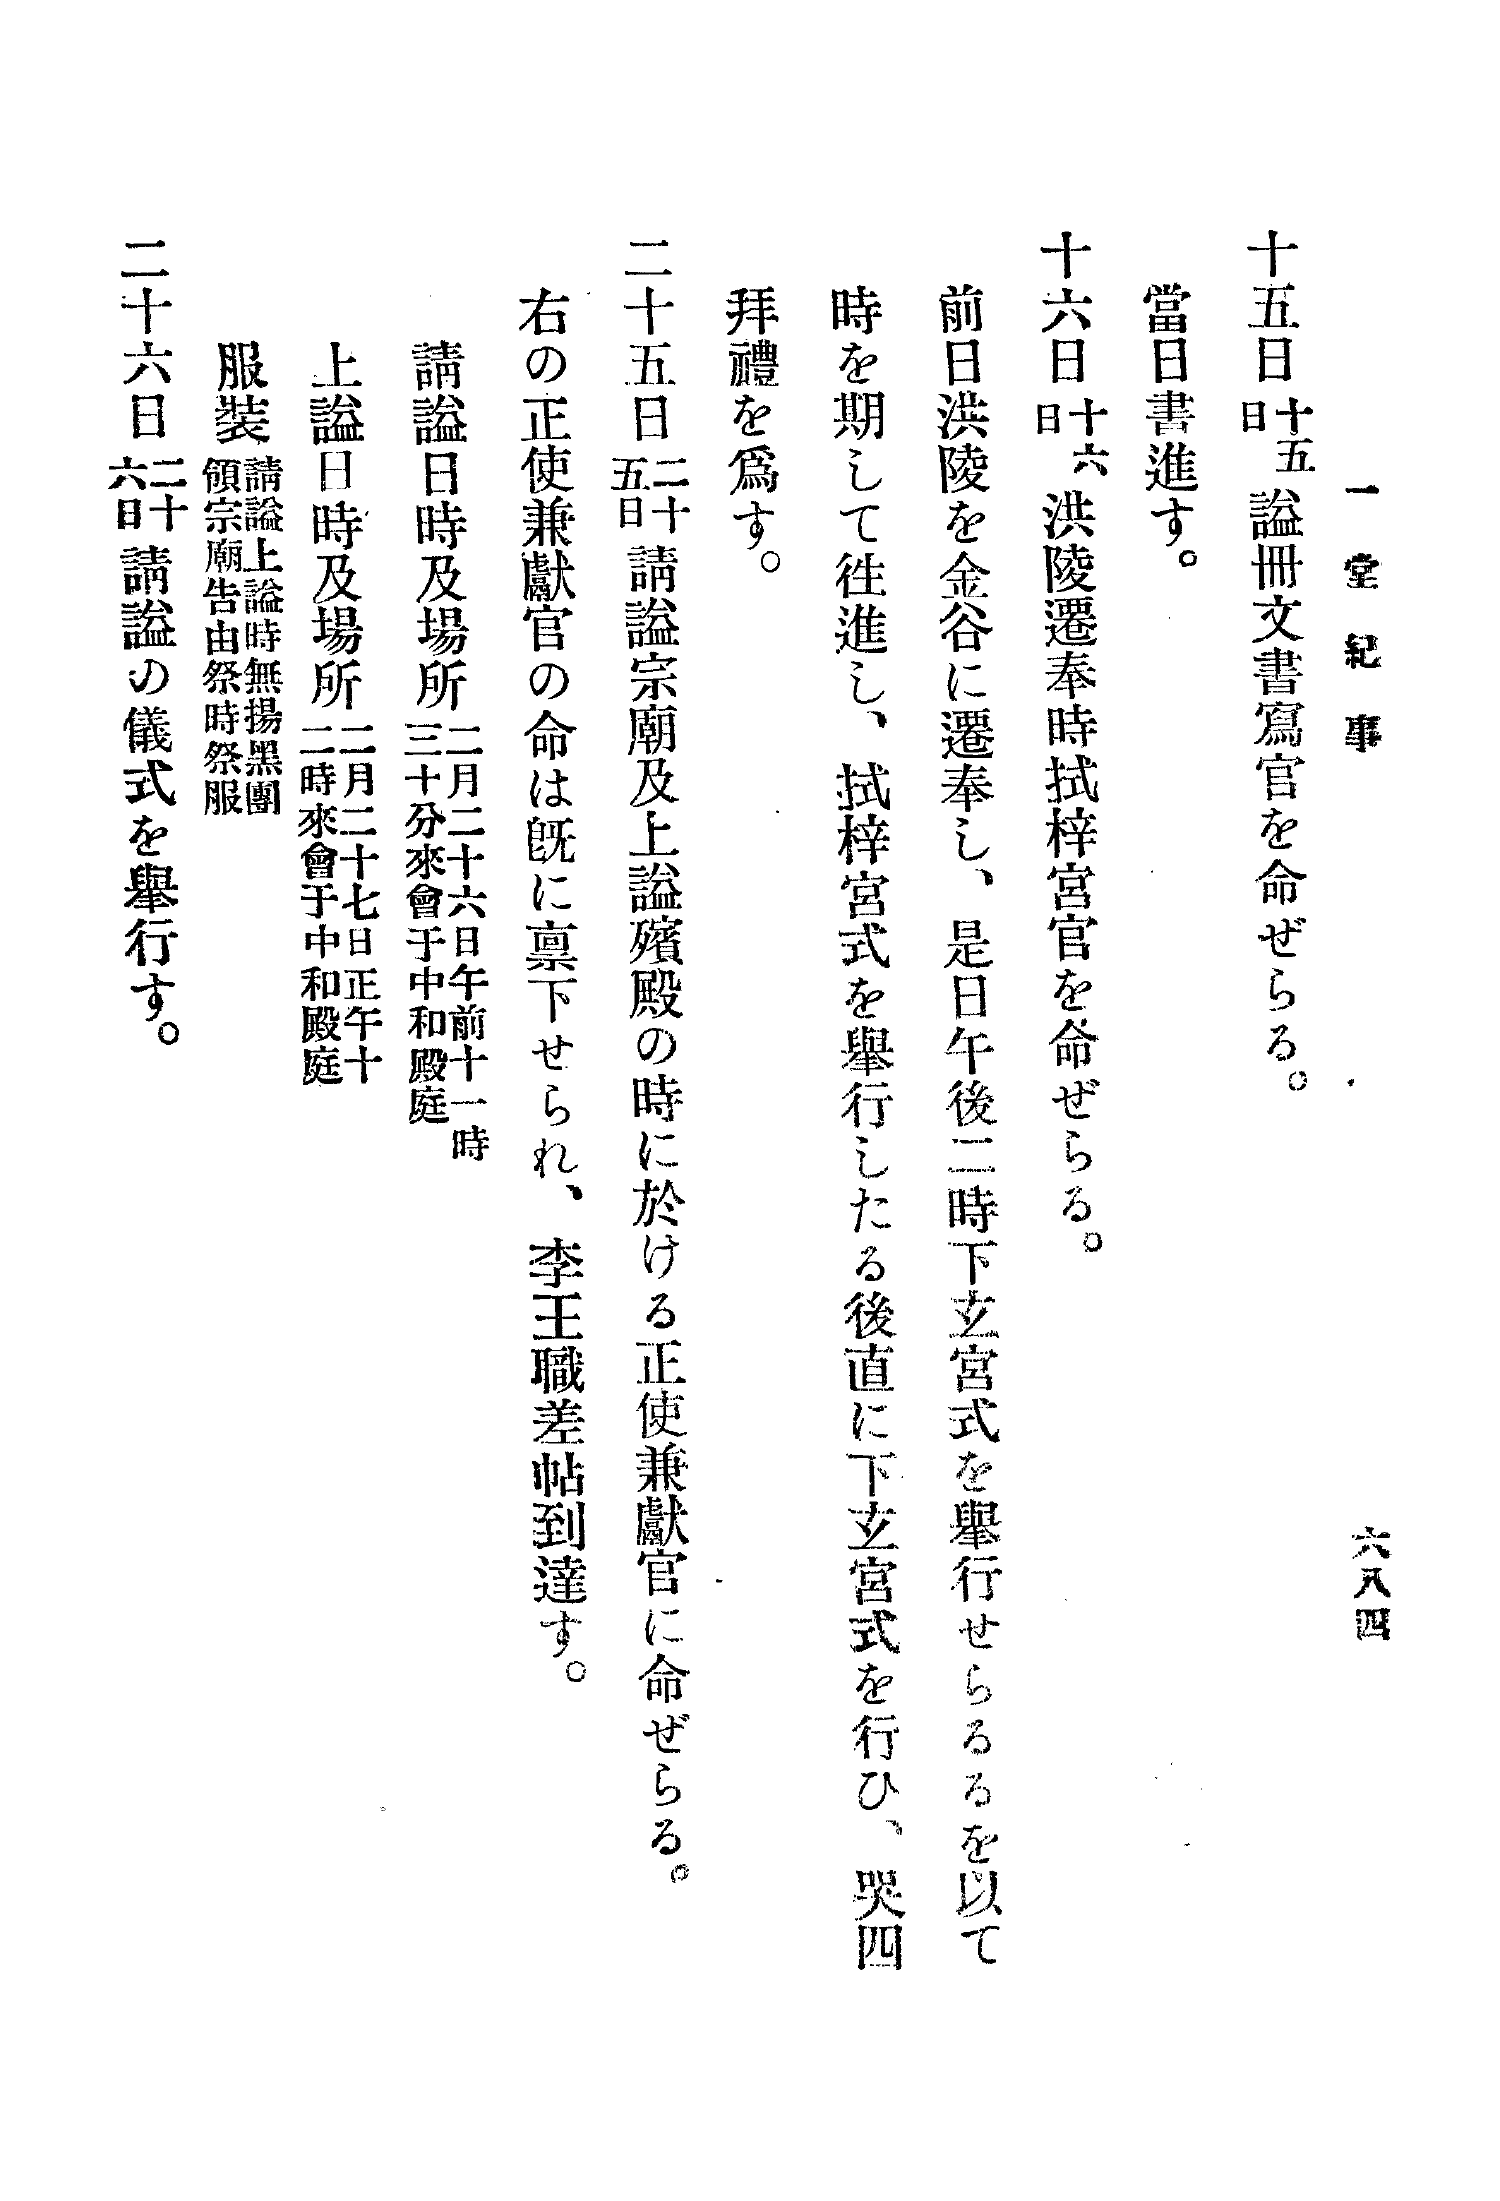 一堂紀事
六八四
十五日十五日諡冊文書寫官を命ぜらる。
當日書進す。
十六日十六日洪陵遷奉時拭梓宮官を命ぜらる。
前日洪陵を金谷に遷奉し、是日午後二時下玄宮式を舉行せらるるを以て
時を期して徃進し、拭梓宮式を舉行したる後直に下玄宮式を行ひ、哭四
拜禮を爲す。
二十五日二十五日請諡宗廟及上諡殯殿の時に於ける正使兼獻官に命ぜらる。
右の正使兼獻官の命は旣に禀下せられ、李王職差帖到達す。
請諡日時及場所二月二十六日午前十一時三十分來會于中和殿庭
上諡日時及場所二月二十七日正午十二時來會于中和殿庭
服裝請諡上諡時無揚黑團領宗廟告由祭時祭服
二十六日二十六日請諡の儀式を舉行す。